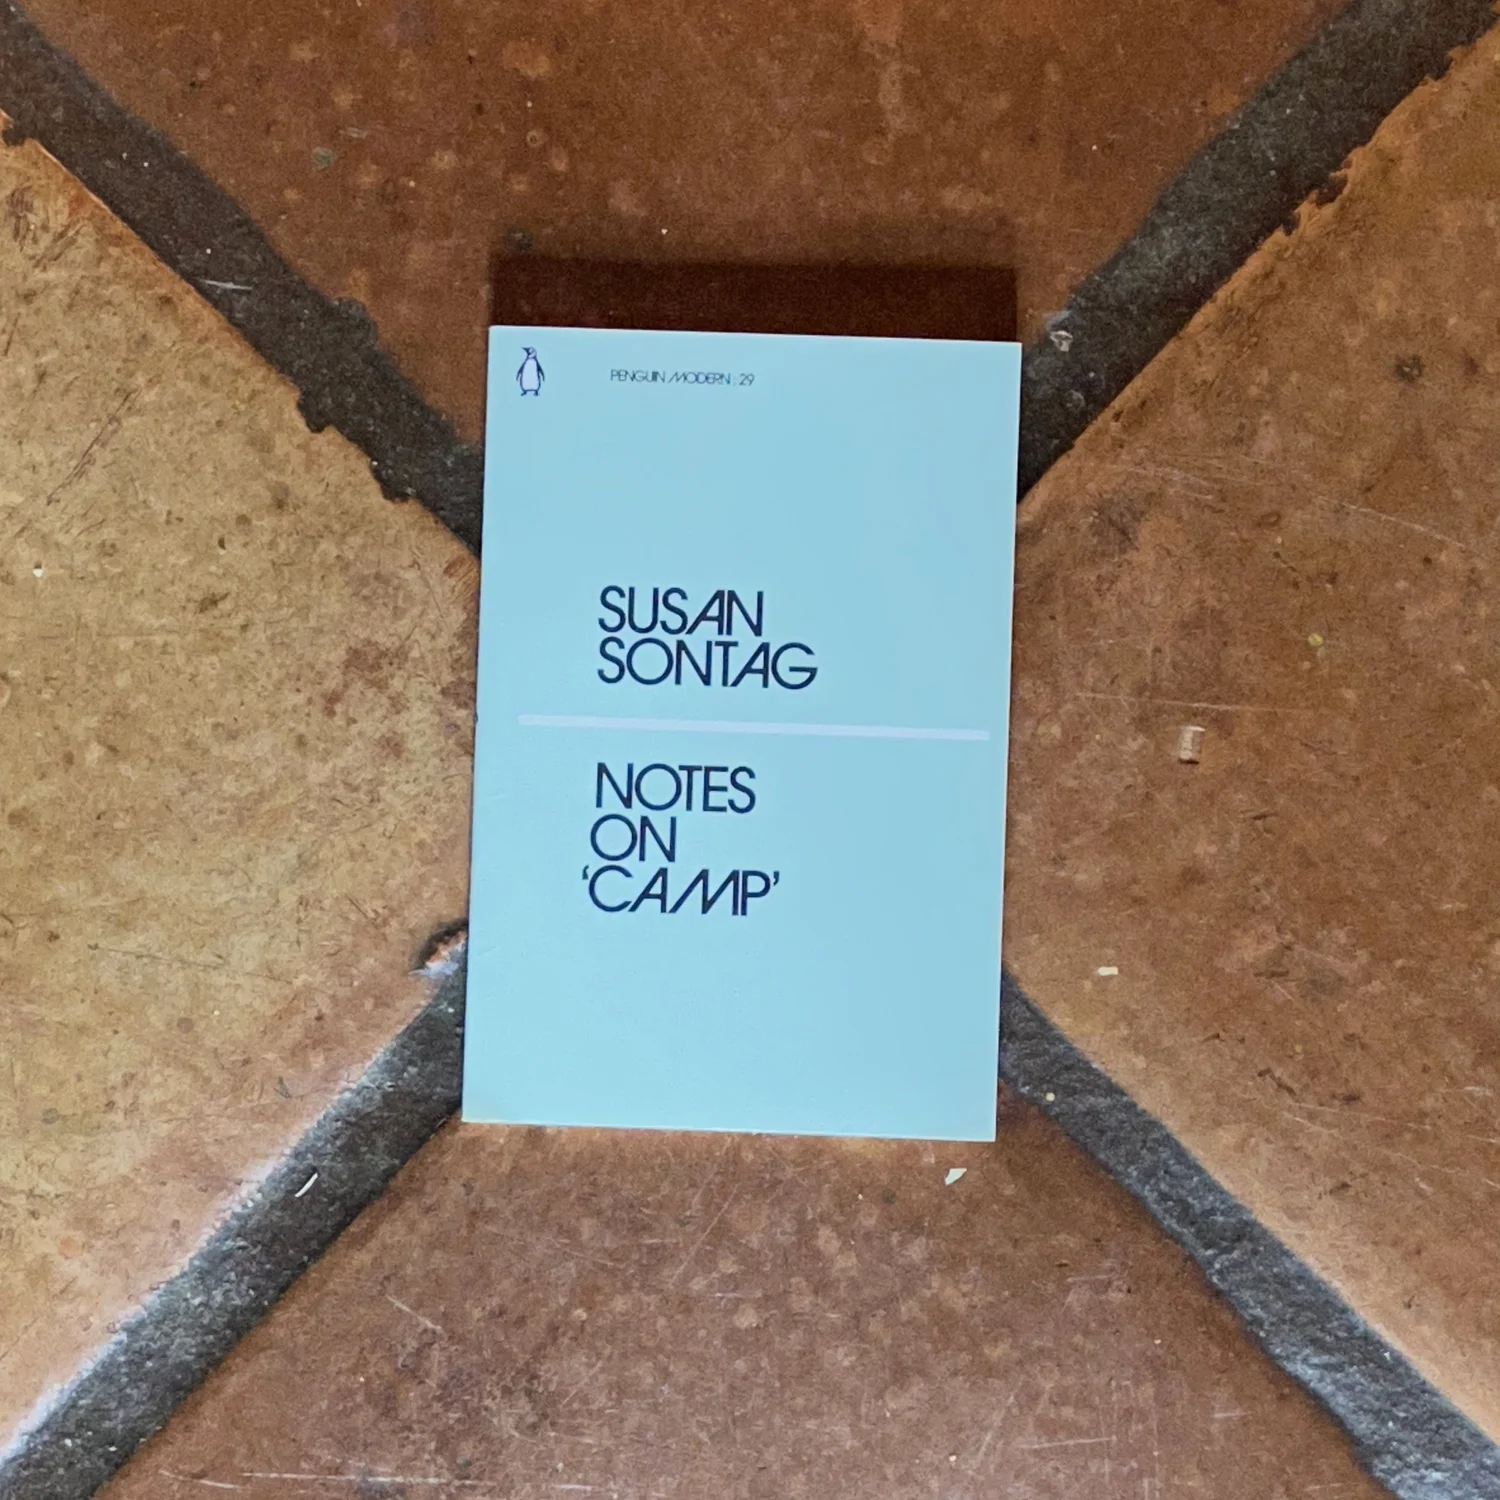 PENGUIN MODERN : 29
SUSAN
SONTAG
NOTES
ON
‘CAMP’